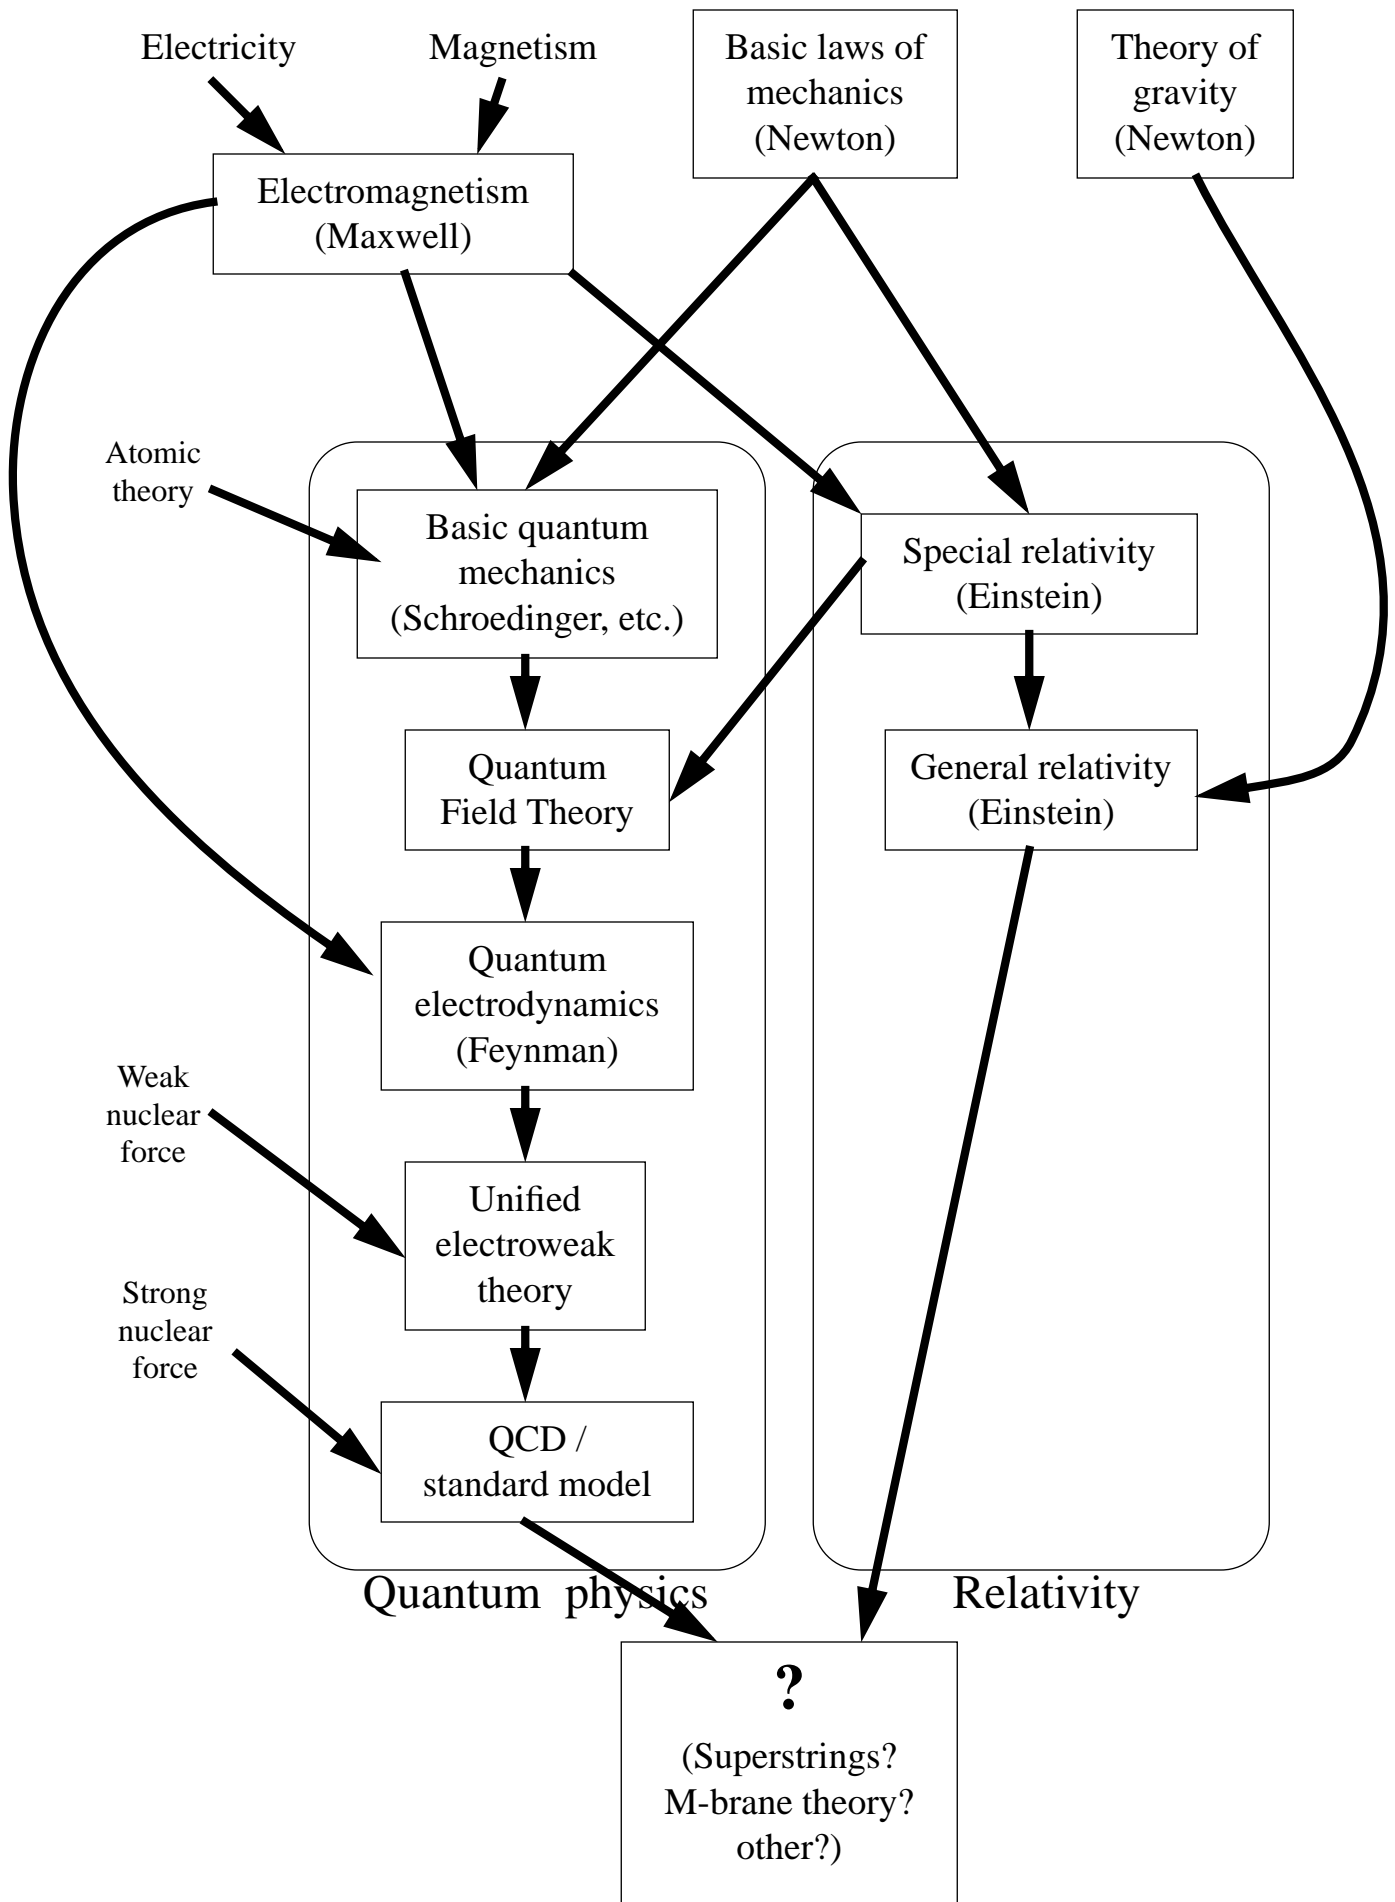 Electricity
Magnetism
Basic laws of
mechanics
(Newton)
Theory of
gravity
(Newton)
Electromagnetism
(Maxwell)
Atomic
theory
Basic quantum
mechanics
(Schroedinger, etc.)
Special relativity
(Einstein)
Quantum
Field Theory
General relativity
(Einstein)
Quantum
electrodynamics
(Feynman)
Weak
nuclear
force
Unified
electroweak
theory
Strong
nuclear
force
QCD /
standard model
Quantum physics
Relativity
?
(Superstrings?
M-brane theory?
other?)